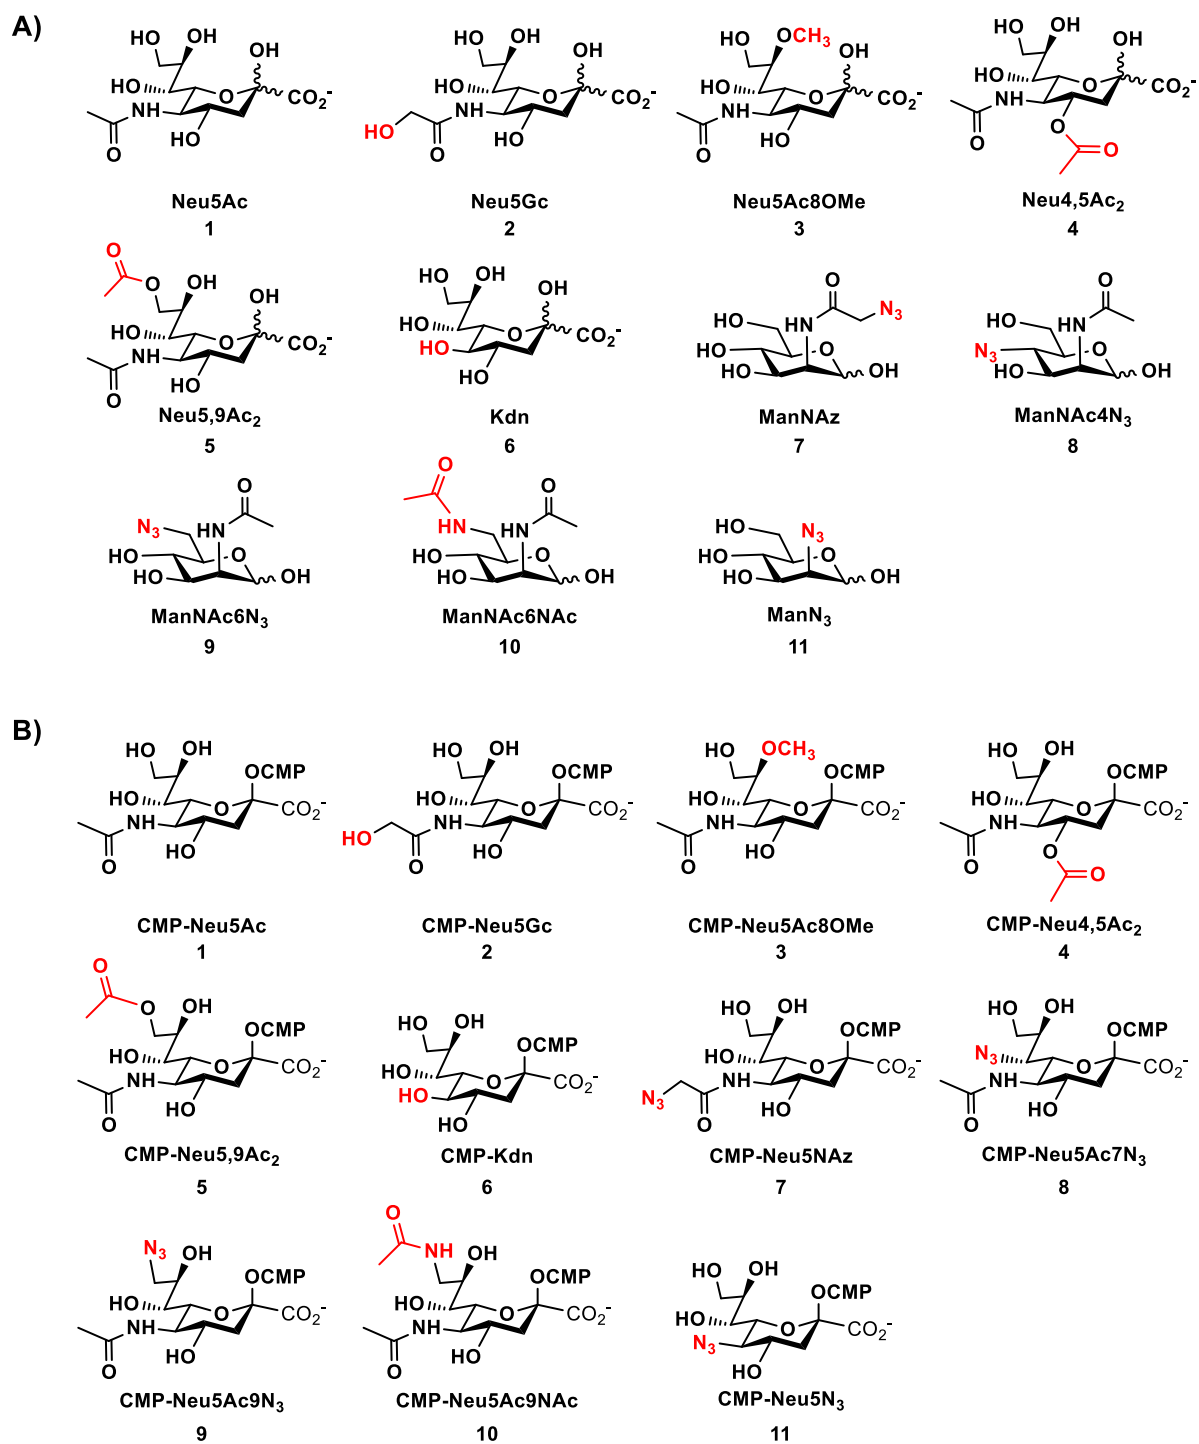 A)
HO OH OH
HO O CO₂⁻
NH
HO
O
Neu5Ac
1
HO OH OH
HO O CO₂⁻
HO NH
O HO
Neu5Gc
2
HO OCH₃ OH
HO O CO₂⁻
NH
HO
O
Neu5Ac8OMe
3
HO OH OH
HO O CO₂⁻
NH
O O
O
Neu4,5Ac₂
4
O
O OH OH
HO O CO₂⁻
NH
HO
O
Neu5,9Ac₂
5
HO OH OH
HO O CO₂⁻
HO
HO
Kdn
6
O
N₃
HO HN
HO O
HO OH
ManNAz
7
O
HO HN
N₃ O
HO OH
ManNAc4N₃
8
O
N₃ HN
HO O
HO OH
ManNAc6N₃
9
O
O
HN HN
HO O
HO OH
ManNAc6NAc
10
HO N₃
HO O
HO OH
ManN₃
11
B)
HO OH OCMP
HO O CO₂⁻
NH
HO
O
CMP-Neu5Ac
1
HO OH OCMP
HO O CO₂⁻
HO NH
O HO
CMP-Neu5Gc
2
HO OCH₃ OCMP
HO O CO₂⁻
NH
HO
O
CMP-Neu5Ac8OMe
3
HO OH OCMP
HO O CO₂⁻
NH
O O
O
CMP-Neu4,5Ac₂
4
O
O OH OCMP
HO O CO₂⁻
NH
HO
O
CMP-Neu5,9Ac₂
5
HO OH OCMP
HO O CO₂⁻
HO
HO
CMP-Kdn
6
HO OH OCMP
HO O CO₂⁻
N₃ NH
O HO
CMP-Neu5NAz
7
HO OH OCMP
N₃ O CO₂⁻
NH
HO
O
CMP-Neu5Ac7N₃
8
N₃ OH OCMP
HO O CO₂⁻
NH
HO
O
CMP-Neu5Ac9N₃
9
O
NH OH OCMP
HO O CO₂⁻
NH
HO
O
CMP-Neu5Ac9NAc
10
HO OH OCMP
HO O CO₂⁻
N₃
HO
CMP-Neu5N₃
11